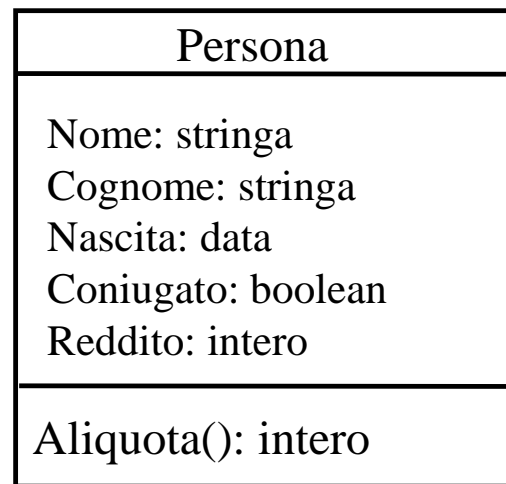 Persona
Nome: stringa
Cognome: stringa
Nascita: data
Coniugato: boolean
Reddito: intero
Aliquota(): intero